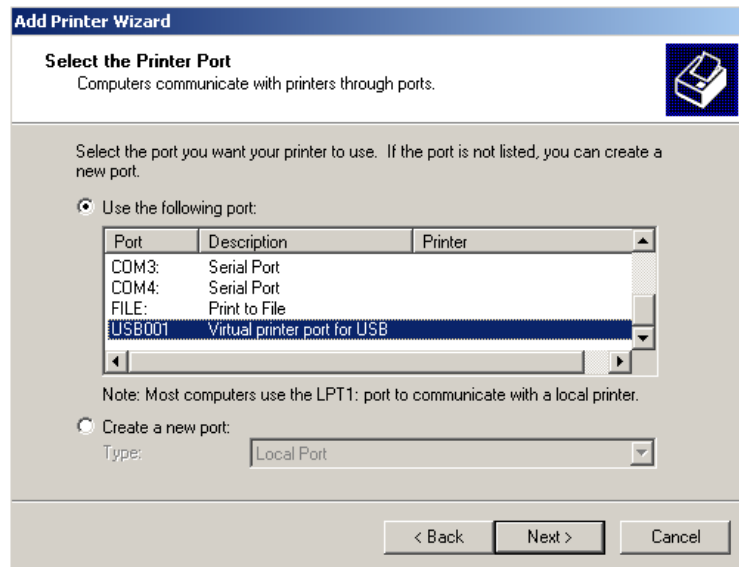 Add Printer Wizard
Select the Printer Port
Computers communicate with printers through ports.
Select the port you want your printer to use. If the port is not listed, you can create a
new port.
Use the following port:
Port Description Printer
COM3: Serial Port
COM4: Serial Port
FILE: Print to File
USB001 Virtual printer port for USB
Note: Most computers use the LPT1: port to communicate with a local printer.
Create a new port:
Type: Local Port
< Back Next > Cancel